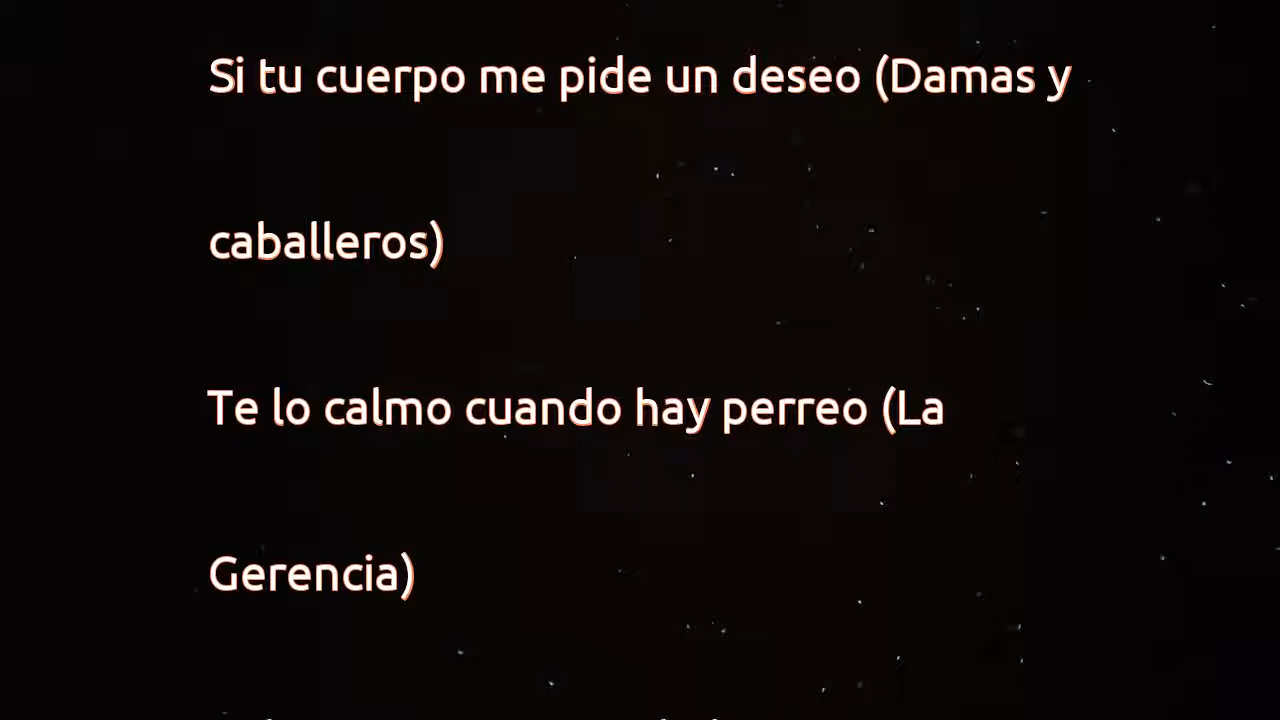 Si tu cuerpo me pide un deseo (Damas y
caballeros)
Te lo calmo cuando hay perreo (La
Gerencia)